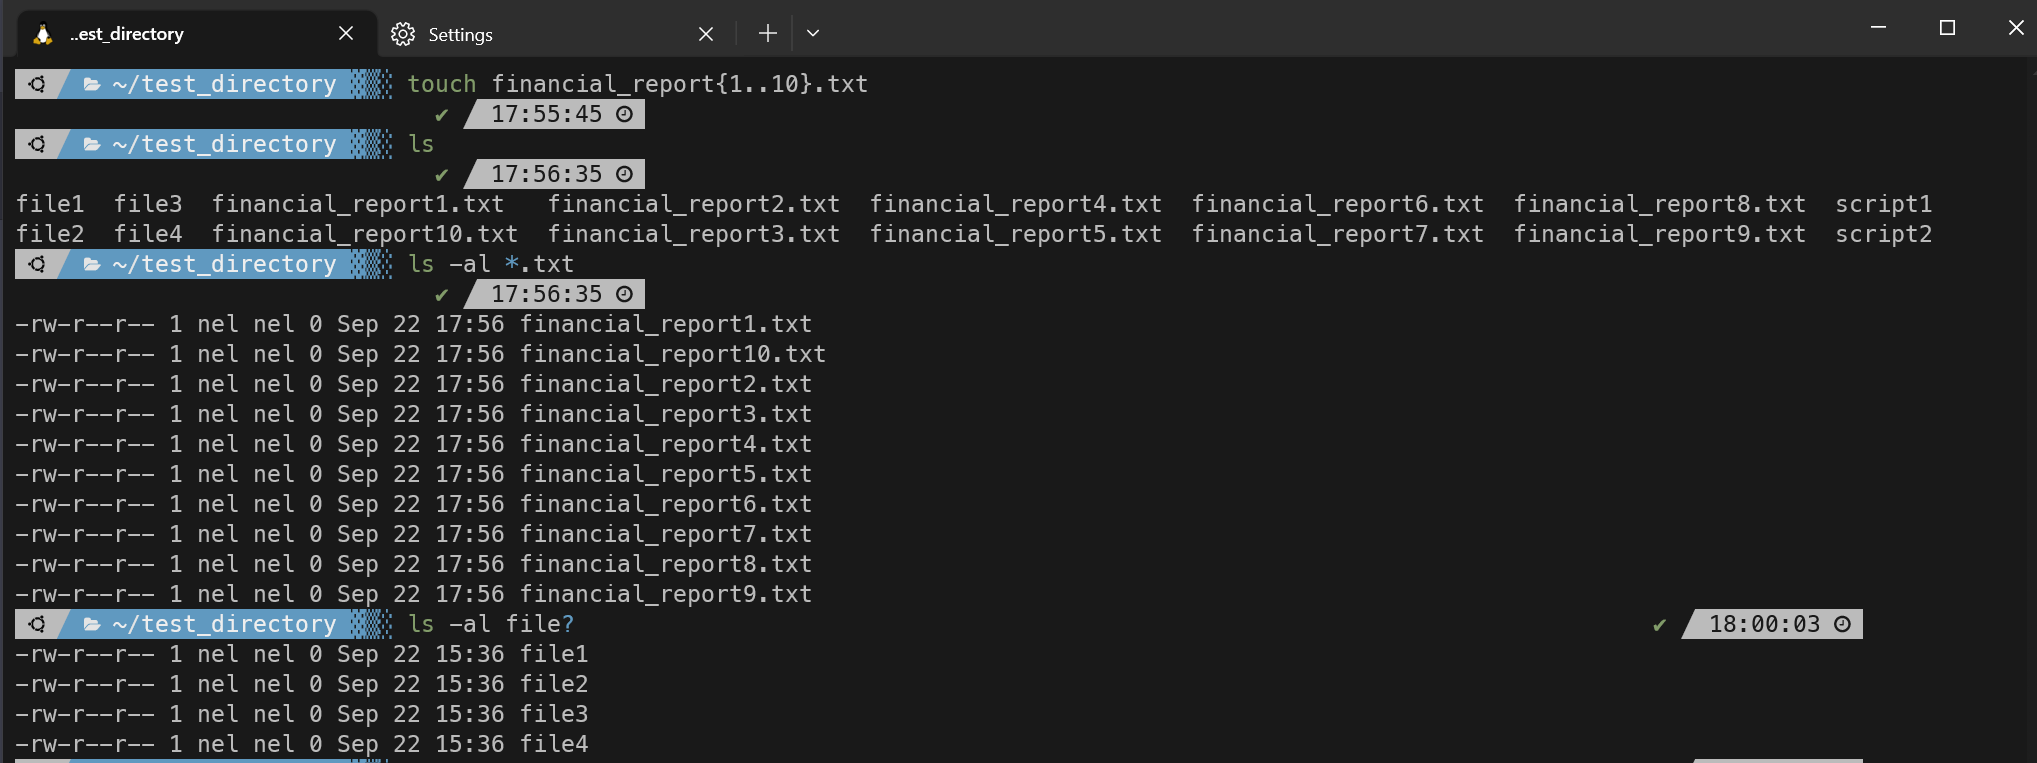 ..est_directory Settings
~/test_directory touch financial_report{1..10}.txt
✔ 17:55:45
~/test_directory ls
✔ 17:56:35
file1 file3 financial_report1.txt financial_report2.txt financial_report4.txt financial_report6.txt financial_report8.txt script1
file2 file4 financial_report10.txt financial_report3.txt financial_report5.txt financial_report7.txt financial_report9.txt script2
~/test_directory ls -al *.txt
✔ 17:56:35
-rw-r--r-- 1 nel nel 0 Sep 22 17:56 financial_report1.txt
-rw-r--r-- 1 nel nel 0 Sep 22 17:56 financial_report10.txt
-rw-r--r-- 1 nel nel 0 Sep 22 17:56 financial_report2.txt
-rw-r--r-- 1 nel nel 0 Sep 22 17:56 financial_report3.txt
-rw-r--r-- 1 nel nel 0 Sep 22 17:56 financial_report4.txt
-rw-r--r-- 1 nel nel 0 Sep 22 17:56 financial_report5.txt
-rw-r--r-- 1 nel nel 0 Sep 22 17:56 financial_report6.txt
-rw-r--r-- 1 nel nel 0 Sep 22 17:56 financial_report7.txt
-rw-r--r-- 1 nel nel 0 Sep 22 17:56 financial_report8.txt
-rw-r--r-- 1 nel nel 0 Sep 22 17:56 financial_report9.txt
~/test_directory ls -al file? ✔ 18:00:03
-rw-r--r-- 1 nel nel 0 Sep 22 15:36 file1
-rw-r--r-- 1 nel nel 0 Sep 22 15:36 file2
-rw-r--r-- 1 nel nel 0 Sep 22 15:36 file3
-rw-r--r-- 1 nel nel 0 Sep 22 15:36 file4